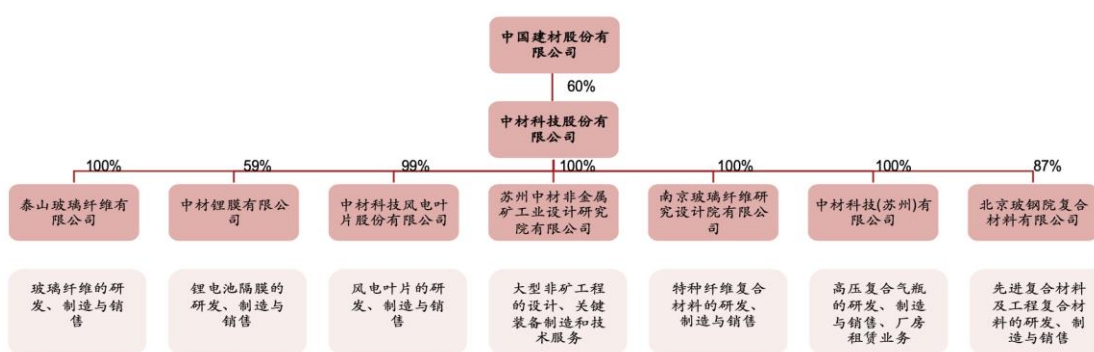 中国建材股份有
限公司
60%
中材科技股份有
限公司
100%
59%
99%
100%
100%
100%
87%
泰山玻璃纤维有
限公司
中材锂膜有限公
司
中材科技风电叶
片股份有限公司
苏州中材非金属
矿工业设计研究
院有限公司
南京玻璃纤维研
究设计院有限公
司
中材科技(苏州)有
限公司
北京玻钢院复合
材料有限公司
玻璃纤维的研
发、制造与销
售
锂电池隔膜的
研发、制造与
销售
风电叶片的研
发、制造与销
售
大型非矿工程
的设计、关键
装备制造和技
术服务
特种纤维复合
材料的研发、
制造与销售
高压复合气瓶
的研发、制造
与销售、厂房
租赁业务
先进复合材料
及工程复合材
料的研发、制
造与销售